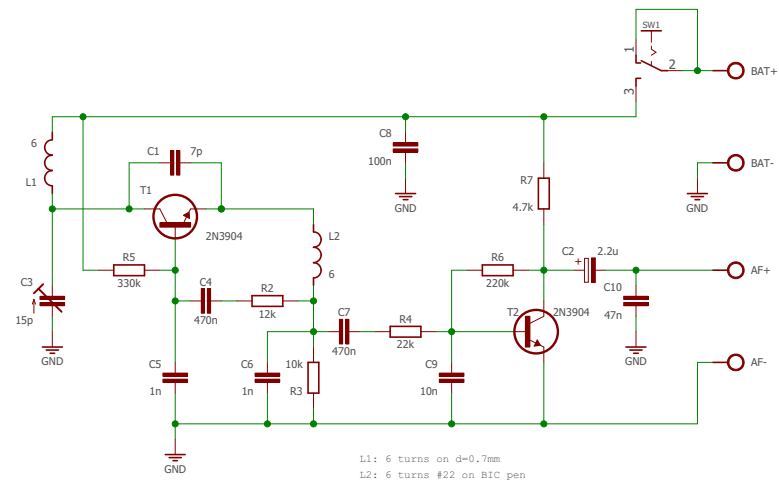 SW1
1
2
3
BAT+
6
L1
C1
7p
C8
100n
GND
BAT-
GND
T1
2N3904
R7
4.7k
L2
6
R5
330k
C3
15p
GND
C4
470n
R2
12k
C7
470n
R4
22k
R6
220k
C2
2.2u
+
AF+
C10
47n
GND
T2
2N3904
C5
1n
C6
1n
10k
R3
C9
10n
AF-
GND
L1: 6 turns on d=0.7mm
L2: 6 turns #22 on BIC pen